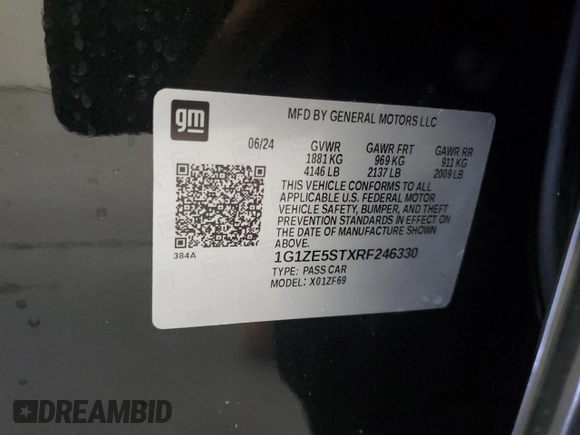 gm
MFD BY GENERAL MOTORS LLC
06/24 GVWR GAWR FRT GAWR RR
1881 KG 969 KG 911 KG
4146 LB 2137 LB 2009 LB
THIS VEHICLE CONFORMS TO ALL
APPLICABLE U.S. FEDERAL MOTOR
VEHICLE SAFETY, BUMPER, AND THEFT
PREVENTION STANDARDS IN EFFECT ON
THE DATE OF MANUFACTURE SHOWN
ABOVE.
384A
1G1ZE5STXRF246330
TYPE: PASS CAR
MODEL: X01ZF69
DREAMBID